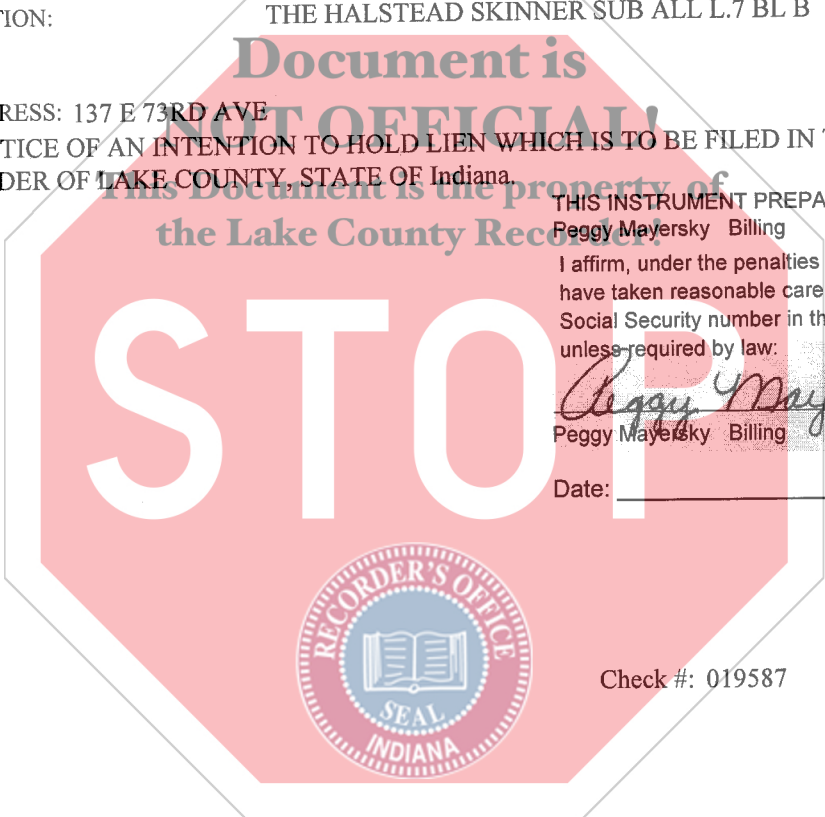 TION:
THE HALSTEAD SKINNER SUB ALL L.7 BL B
Document is
RESS: 137 E 73RD AVE
NOT OFFICIAL!
TICE OF AN INTENTION TO HOLD LIEN WHICH IS TO BE FILED IN
DER OF LAKE COUNTY, STATE OF Indiana.
This Document is the property of
the Lake County Recorder!
THIS INSTRUMENT PREPA
Peggy Mayersky Billing
I affirm, under the penalties
have taken reasonable care
Social Security number in th
unless required by law:
Peggy May
Peggy Mayersky Billing
Date:
STOP
RECORDER'S OFFICE
SEAL
INDIANA
Check #: 019587